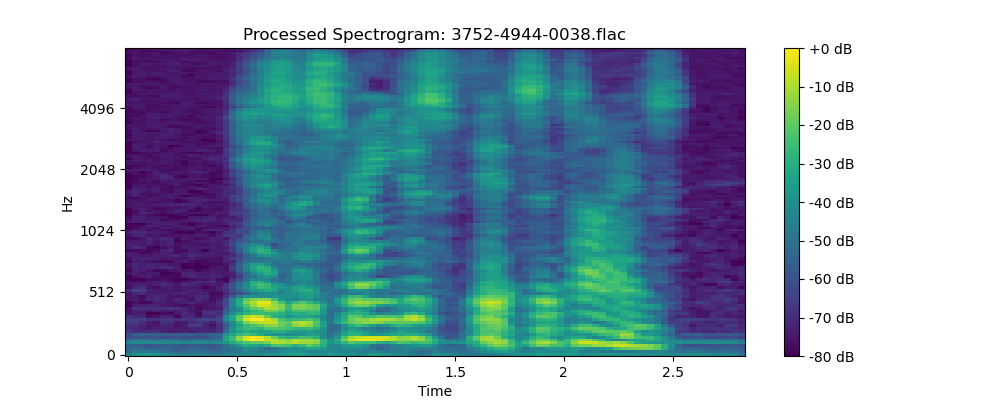 Processed Spectrogram: 3752-4944-0038.flac
Hz
4096
2048
1024
512
0
0
0.5
1
1.5
2
2.5
Time
+0 dB
-10 dB
-20 dB
-30 dB
-40 dB
-50 dB
-60 dB
-70 dB
-80 dB